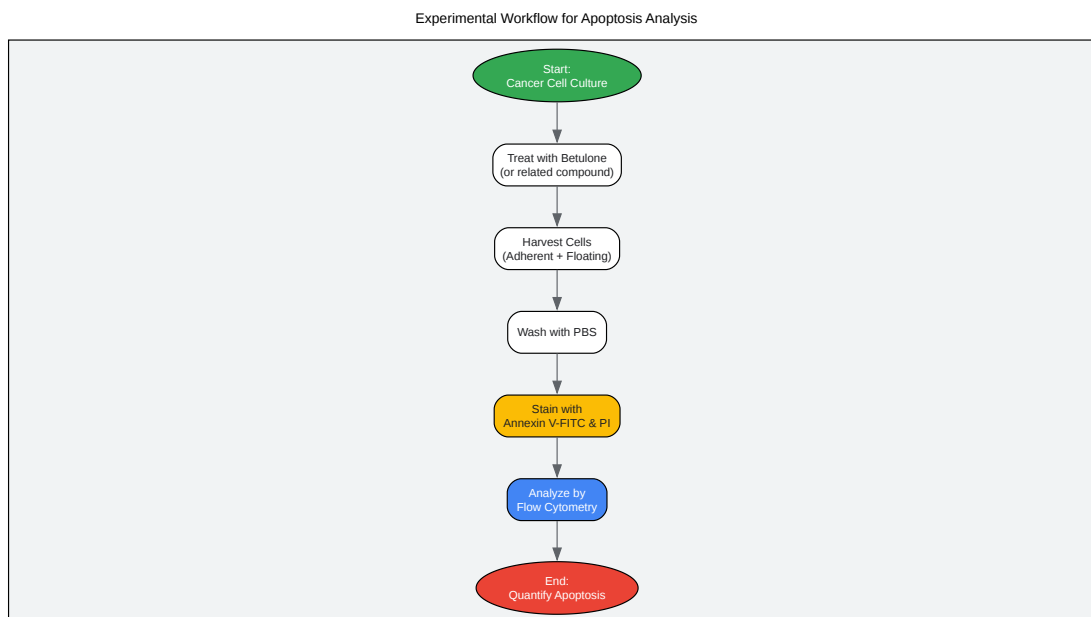 Experimental Workflow for Apoptosis Analysis
Start:
Cancer Cell Culture
Treat with Betulone
(or related compound)
Harvest Cells
(Adherent + Floating)
Wash with PBS
Stain with
Annexin V-FITC & PI
Analyze by
Flow Cytometry
End:
Quantify Apoptosis